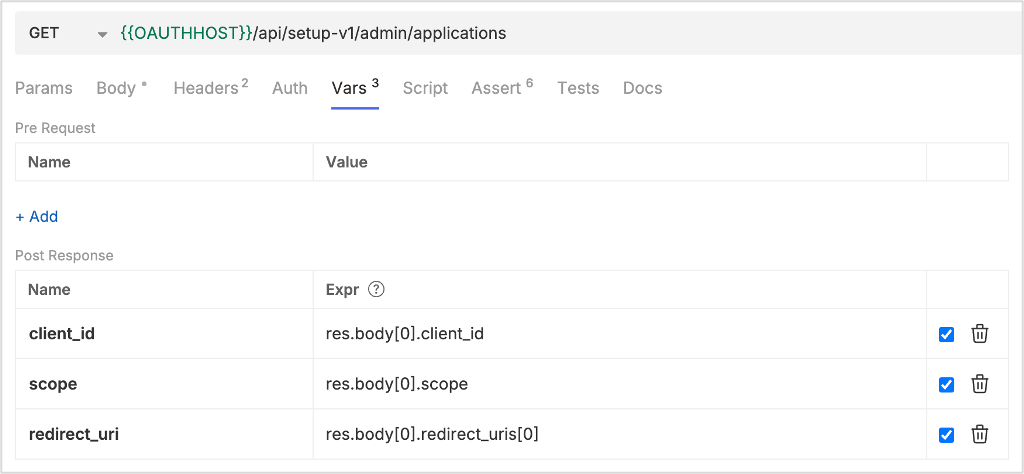 GET {{OAUTHHOST}}/api/setup-v1/admin/applications
Params Body • Headers 2 Auth Vars 3 Script Assert 6 Tests Docs
Pre Request
Name Value
+ Add
Post Response
Name Expr ?
client_id res.body[0].client_id
scope res.body[0].scope
redirect_uri res.body[0].redirect_uris[0]